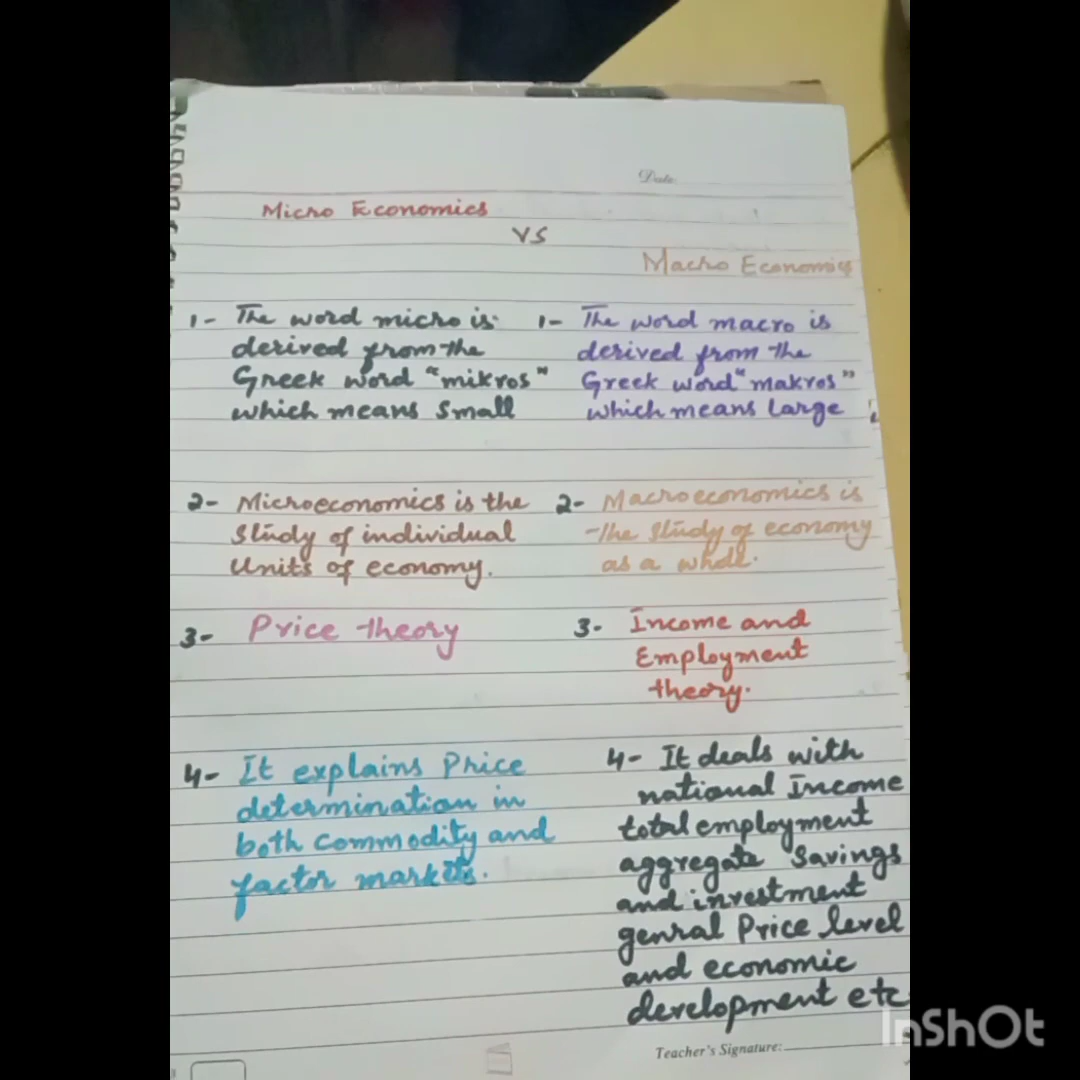 Date
Micro Economics
VS
Macro Economics
1- The word micro is
derived from the
Greek word "mikros"
which means Small
1- The word macro is
derived from the
Greek word "makros"
which means large
2- Microeconomics is the
Study of individual
Units of economy.
2- Macroeconomics is
the Study of economy
as a whole.
3- Price theory
3- Income and
Employment
theory.
4- It explains Price
determination in
both commodity and
factor markets.
4- It deals with
national Income
total employment
aggregate Savings
and investment
genral Price level
and economic
development etc
Teacher's Signature:
InShOt